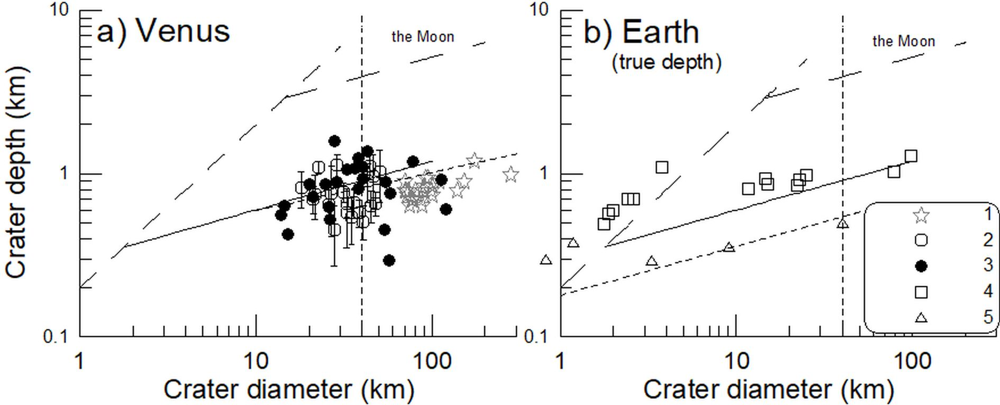 a) Venus
the Moon
Crater depth (km)
10
1
0.1
1
10
100
Crater diameter (km)
b) Earth
(true depth)
the Moon
10
1
0.1
1
2
3
4
5
1
10
100
Crater diameter (km)